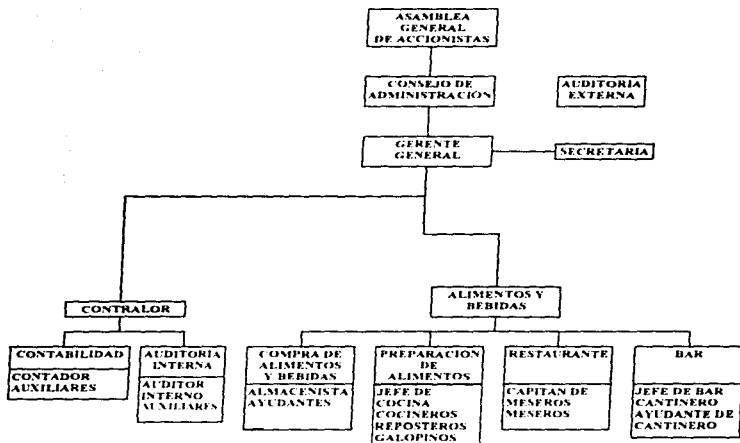 ASAMBLEA
GENERAL
DE ACCIONISTAS
CONSEJO DE
ADMINISTRACIÓN
AUDITORIA
EXTERNA
GERENTE
GENERAL
SECRETARIA
CONTRALOR
ALIMENTOS Y
BEBIDAS
CONTABILIDAD
CONTADOR
AUXILIARES
AUDITORIA
INTERNA
AUDITOR
INTERNO
AUXILIARES
COMPRA DE
ALIMENTOS
Y BEBIDAS
ALMACENISTA
AYUDANTES
PREPARACION
DE
ALIMENTOS
JEFE DE
COCINA
COCINEROS
REPOSTEROS
GALOPINOS
RESTAURANTE
CAPITAN DE
MESEROS
MESEROS
BAR
JEFE DE BAR
CANTINERO
AYUDANTE DE
CANTINERO